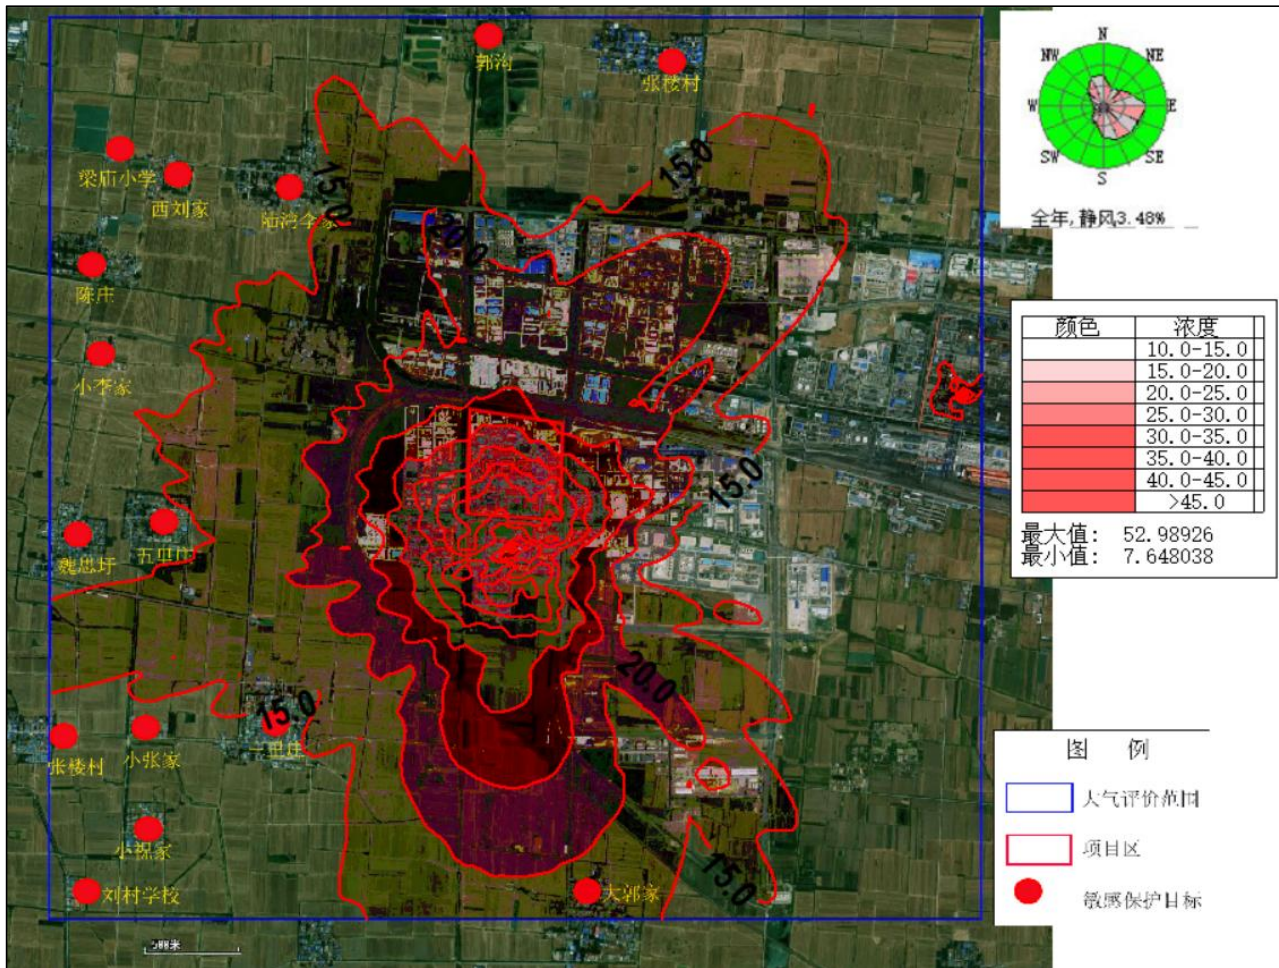 郭沟
张楼村
梁庙小学
西刘家
陆湾李家
陈庄
小李家
魏思圩
五里庄
张楼村
小张家
一里庄
小祝家
刘村学校
大郭家
15.0
15.0
20.0
15.0
20.0
15.0
15.0
500米
N
NW
NE
W
E
SW
SE
S
全年,静风3.48%
颜色 浓度
10.0-15.0
15.0-20.0
20.0-25.0
25.0-30.0
30.0-35.0
35.0-40.0
40.0-45.0
>45.0
最大值: 52.98926
最小值: 7.648038
图 例
大气评价范围
项目区
敏感保护目标